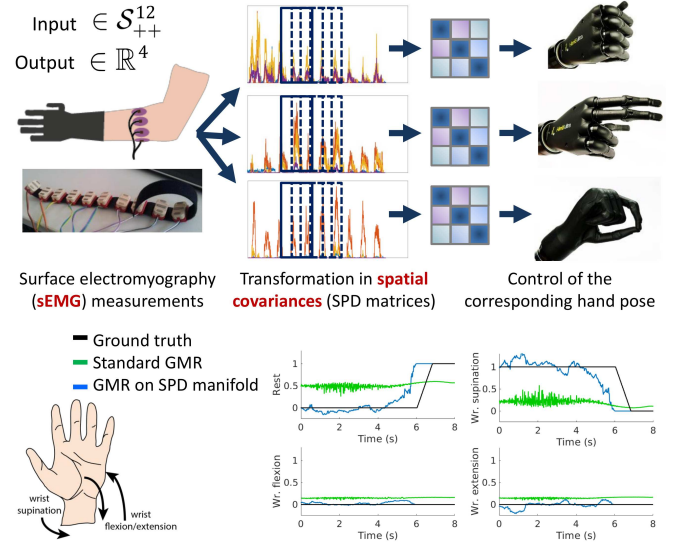 Input ∈ 𝒮₊₊¹²
Output ∈ ℝ⁴
Surface electromyography
(sEMG) measurements
Transformation in spatial
covariances (SPD matrices)
Control of the
corresponding hand pose
Ground truth
Standard GMR
GMR on SPD manifold
wrist
supination
wrist
flexion/extension
Rest
1
0.5
0
0 2 4 6 8
Time (s)
Wr. supination
1
0.5
0
0 2 4 6 8
Time (s)
Wr. flexion
1
0.5
0
0 2 4 6 8
Time (s)
Wr. extension
1
0.5
0
0 2 4 6 8
Time (s)